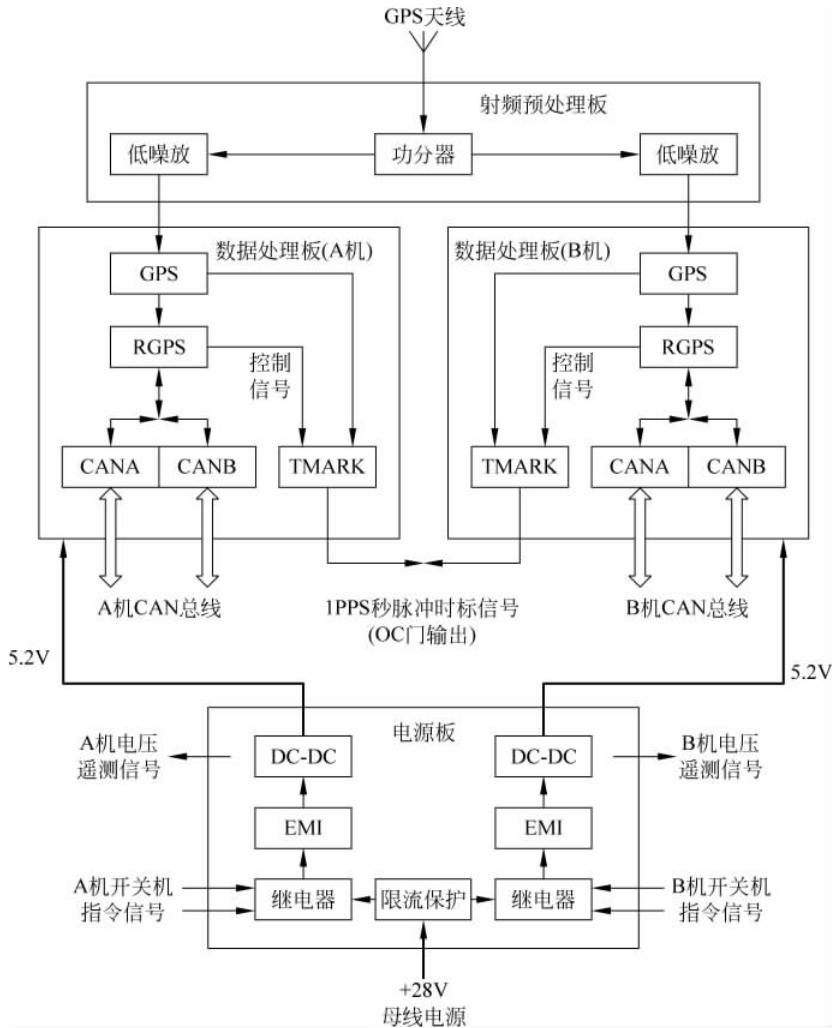 GPS天线
射频预处理板
低噪放
功分器
低噪放
数据处理板(A机)
GPS
RGPS
控制
信号
CANA
CANB
TMARK
数据处理板(B机)
GPS
RGPS
控制
信号
TMARK
CANA
CANB
A机CAN总线
1PPS秒脉冲时标信号
(OC门输出)
B机CAN总线
5.2V
5.2V
电源板
A机电压
遥测信号
DC-DC
DC-DC
B机电压
遥测信号
EMI
EMI
A机开关机
指令信号
继电器
限流保护
继电器
B机开关机
指令信号
+28V
母线电源